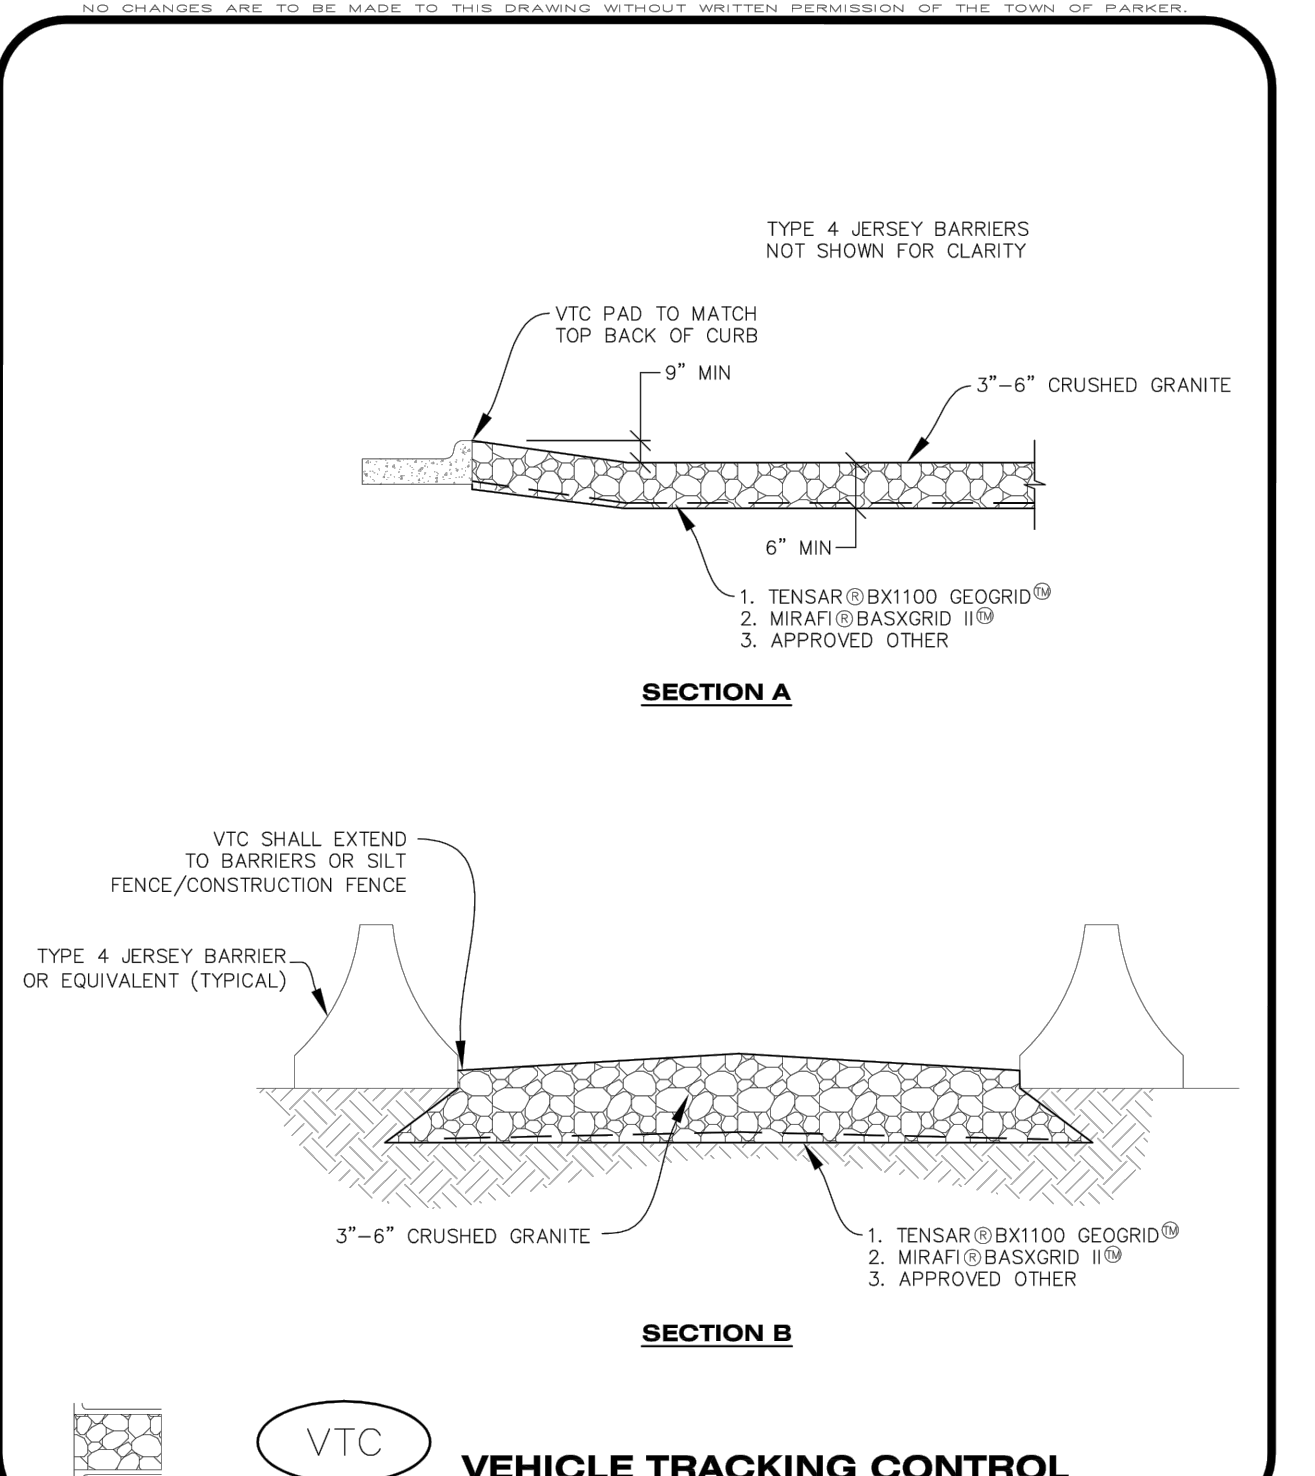 NO CHANGES ARE TO BE MADE TO THIS DRAWING WITHOUT WRITTEN PERMISSION OF THE TOWN OF PARKER.
TYPE 4 JERSEY BARRIERS
NOT SHOWN FOR CLARITY
VTC PAD TO MATCH
TOP BACK OF CURB
9" MIN
3"-6" CRUSHED GRANITE
6" MIN
1. TENSAR®BX1100 GEOGRID™
2. MIRAFI®BASXGRID II™
3. APPROVED OTHER
SECTION A
VTC SHALL EXTEND
TO BARRIERS OR SILT
FENCE/CONSTRUCTION FENCE
TYPE 4 JERSEY BARRIER
OR EQUIVALENT (TYPICAL)
3"-6" CRUSHED GRANITE
1. TENSAR®BX1100 GEOGRID™
2. MIRAFI®BASXGRID II™
3. APPROVED OTHER
SECTION B
VTC
VEHICLE TRACKING CONTROL